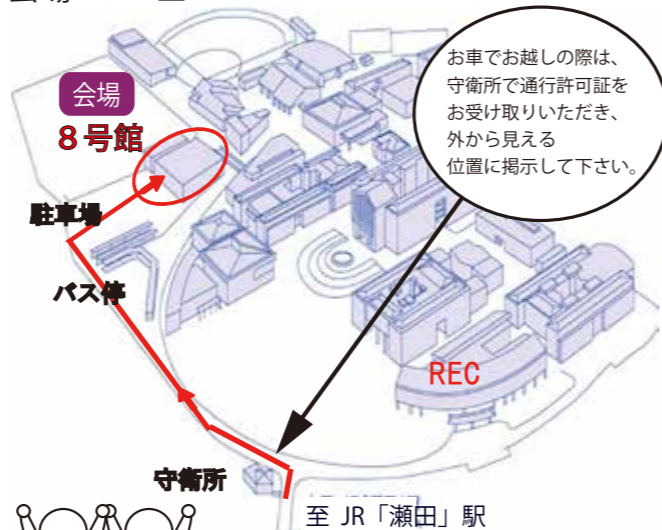 お車でお越しの際は、
守衛所で通行許可証を
お受け取りいただき、
外から見える
位置に掲示して下さい。
会場
8号館
駐車場
バス停
REC
守衛所
至 JR「瀬田」駅